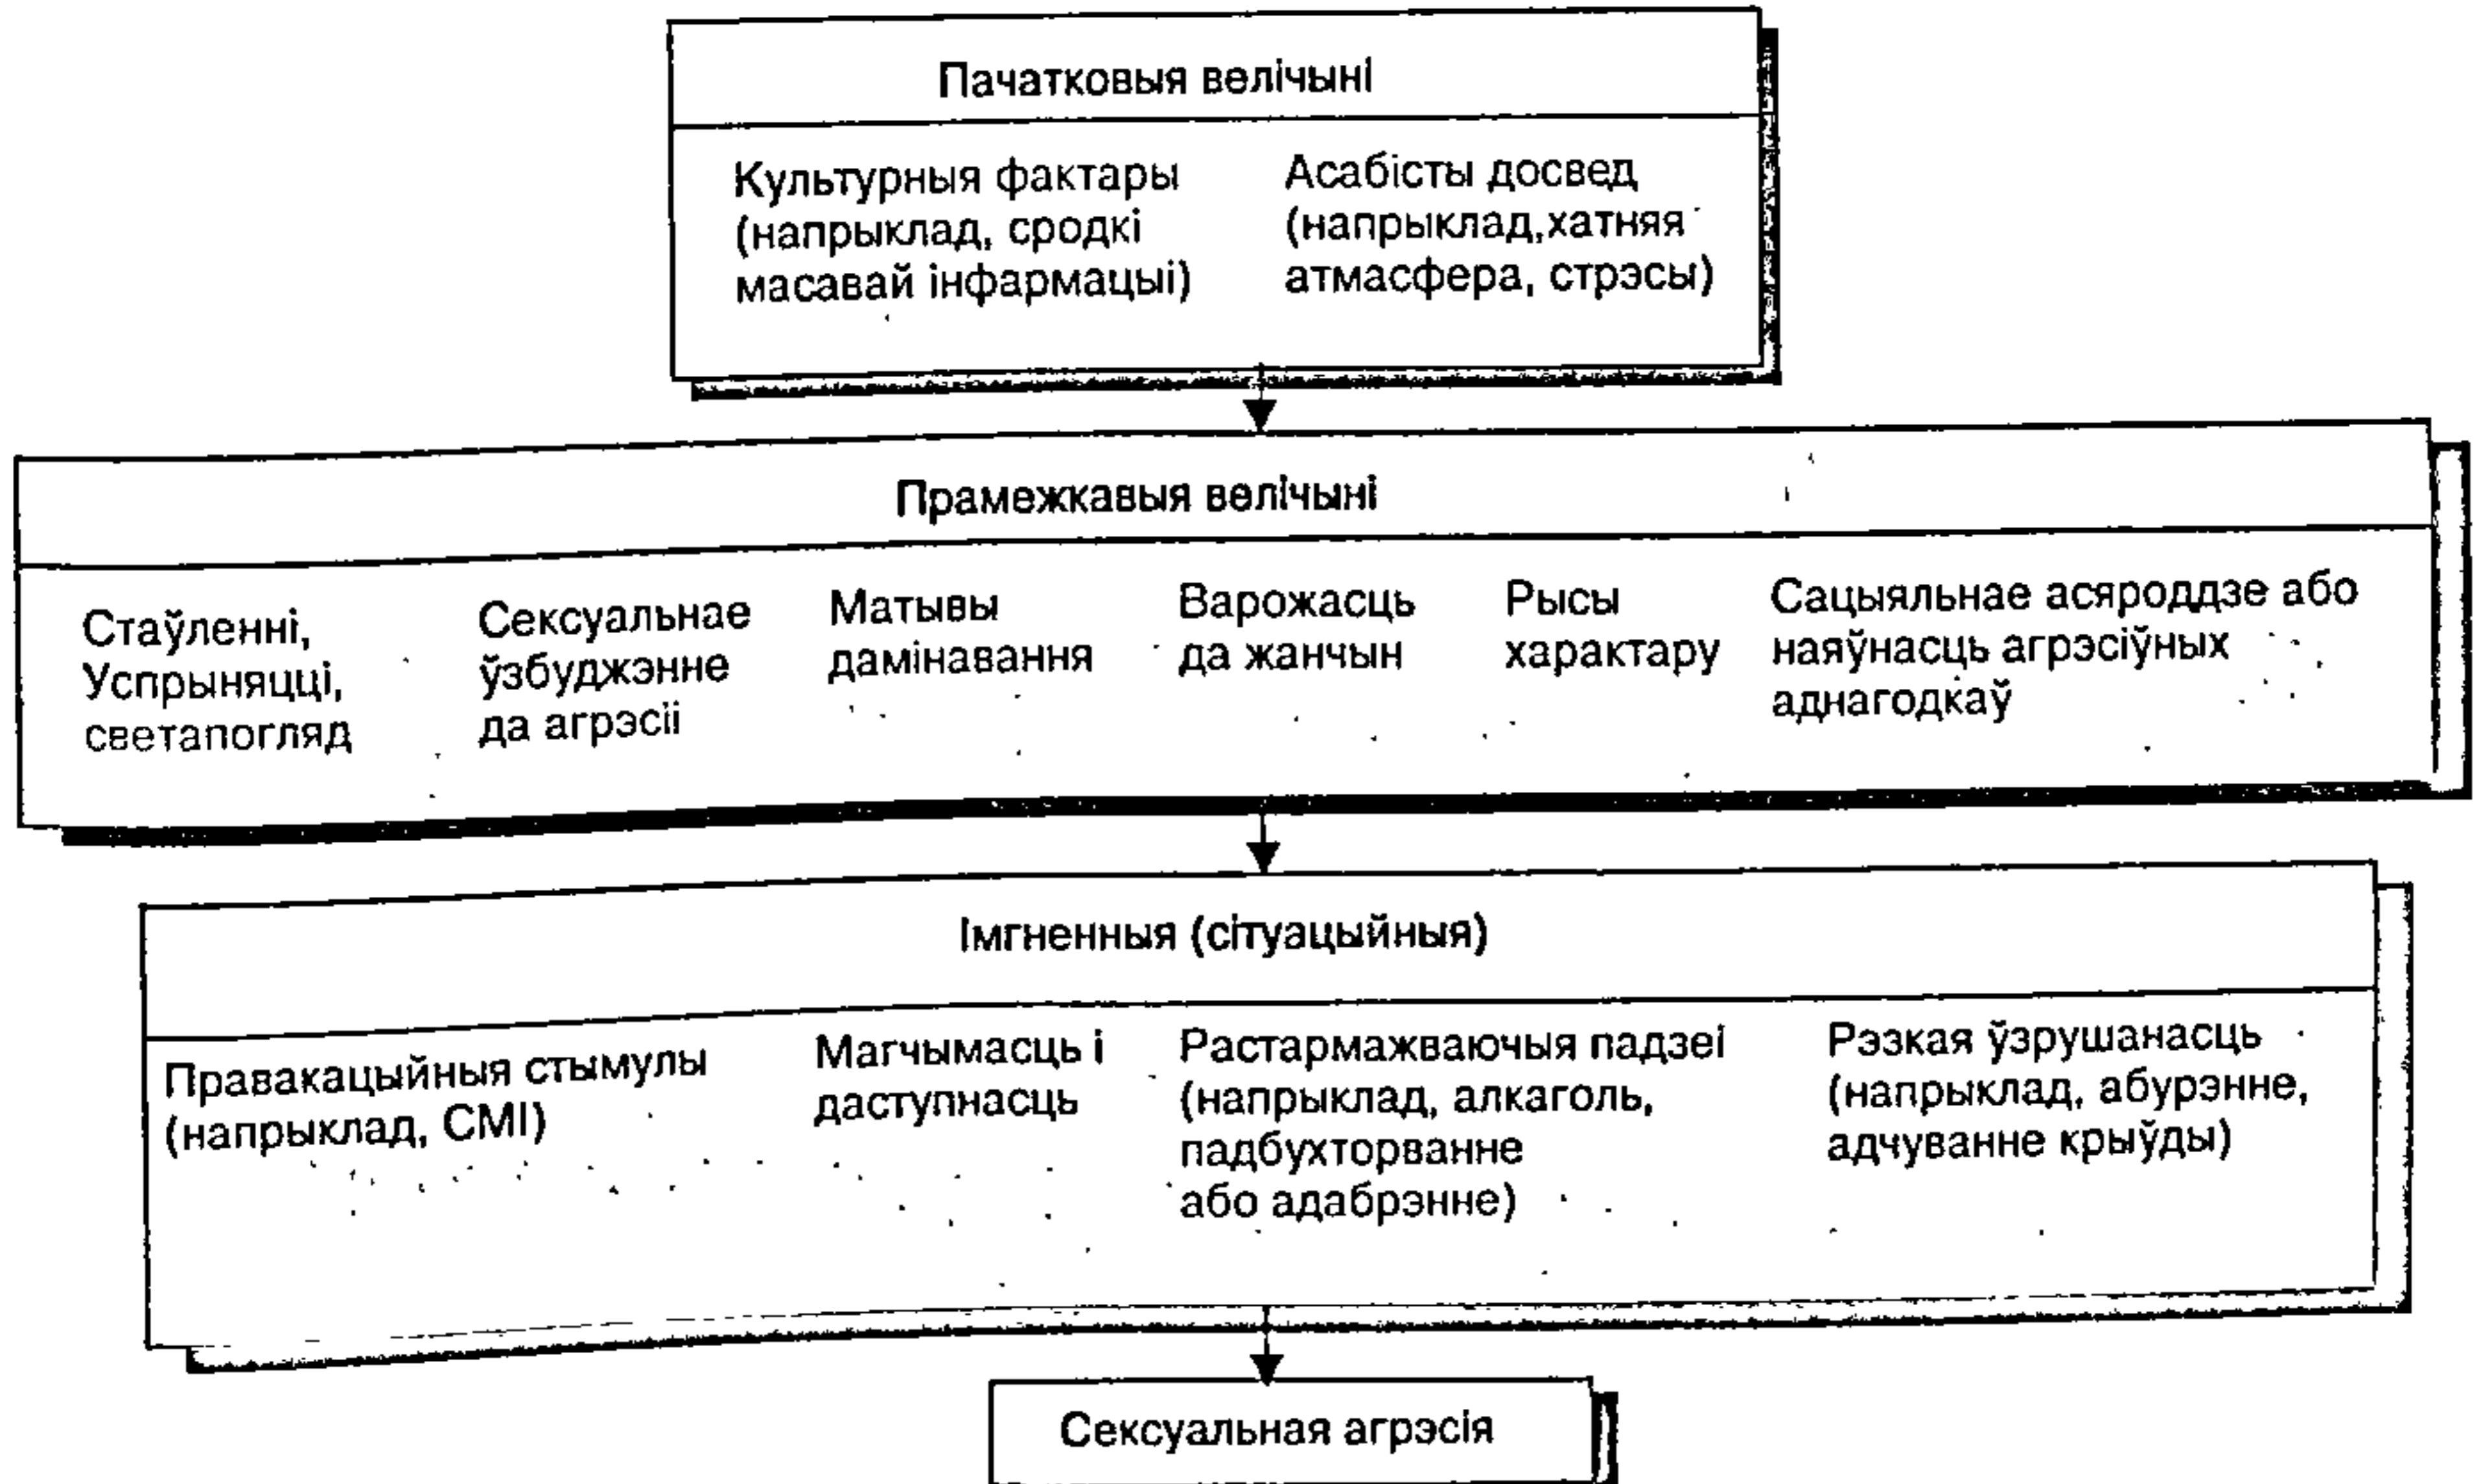 Пачатковыя велічыні
Культурныя фактары
(напрыклад, сродкі
масавай інфармацыі)
Асабісты досвед
(напрыклад,хатняя
атмасфера, стрэсы)
Прамежкавыя велічыні
Стаўленні,
Успрыняцці,
светапогляд
Сексуальнае
ўзбуджэнне
да агрэсіі
Матывы
дамінавання
Варожасць
да жанчын
Рысы
характару
Сацыяльнае асяроддзе або
наяўнасць агрэсіўных
аднагодкаў
Імгненныя (сітуацыйныя)
Правакацыйныя стымулы
(напрыклад, СМІ)
Магчымасць і
даступнасць
Растармажваючыя падзеі
(напрыклад, алкаголь,
падбухторванне
або адабрэнне)
Рэзкая ўзрушанасць
(напрыклад, абурэнне,
адчуванне крыўды)
Сексуальная агрэсія